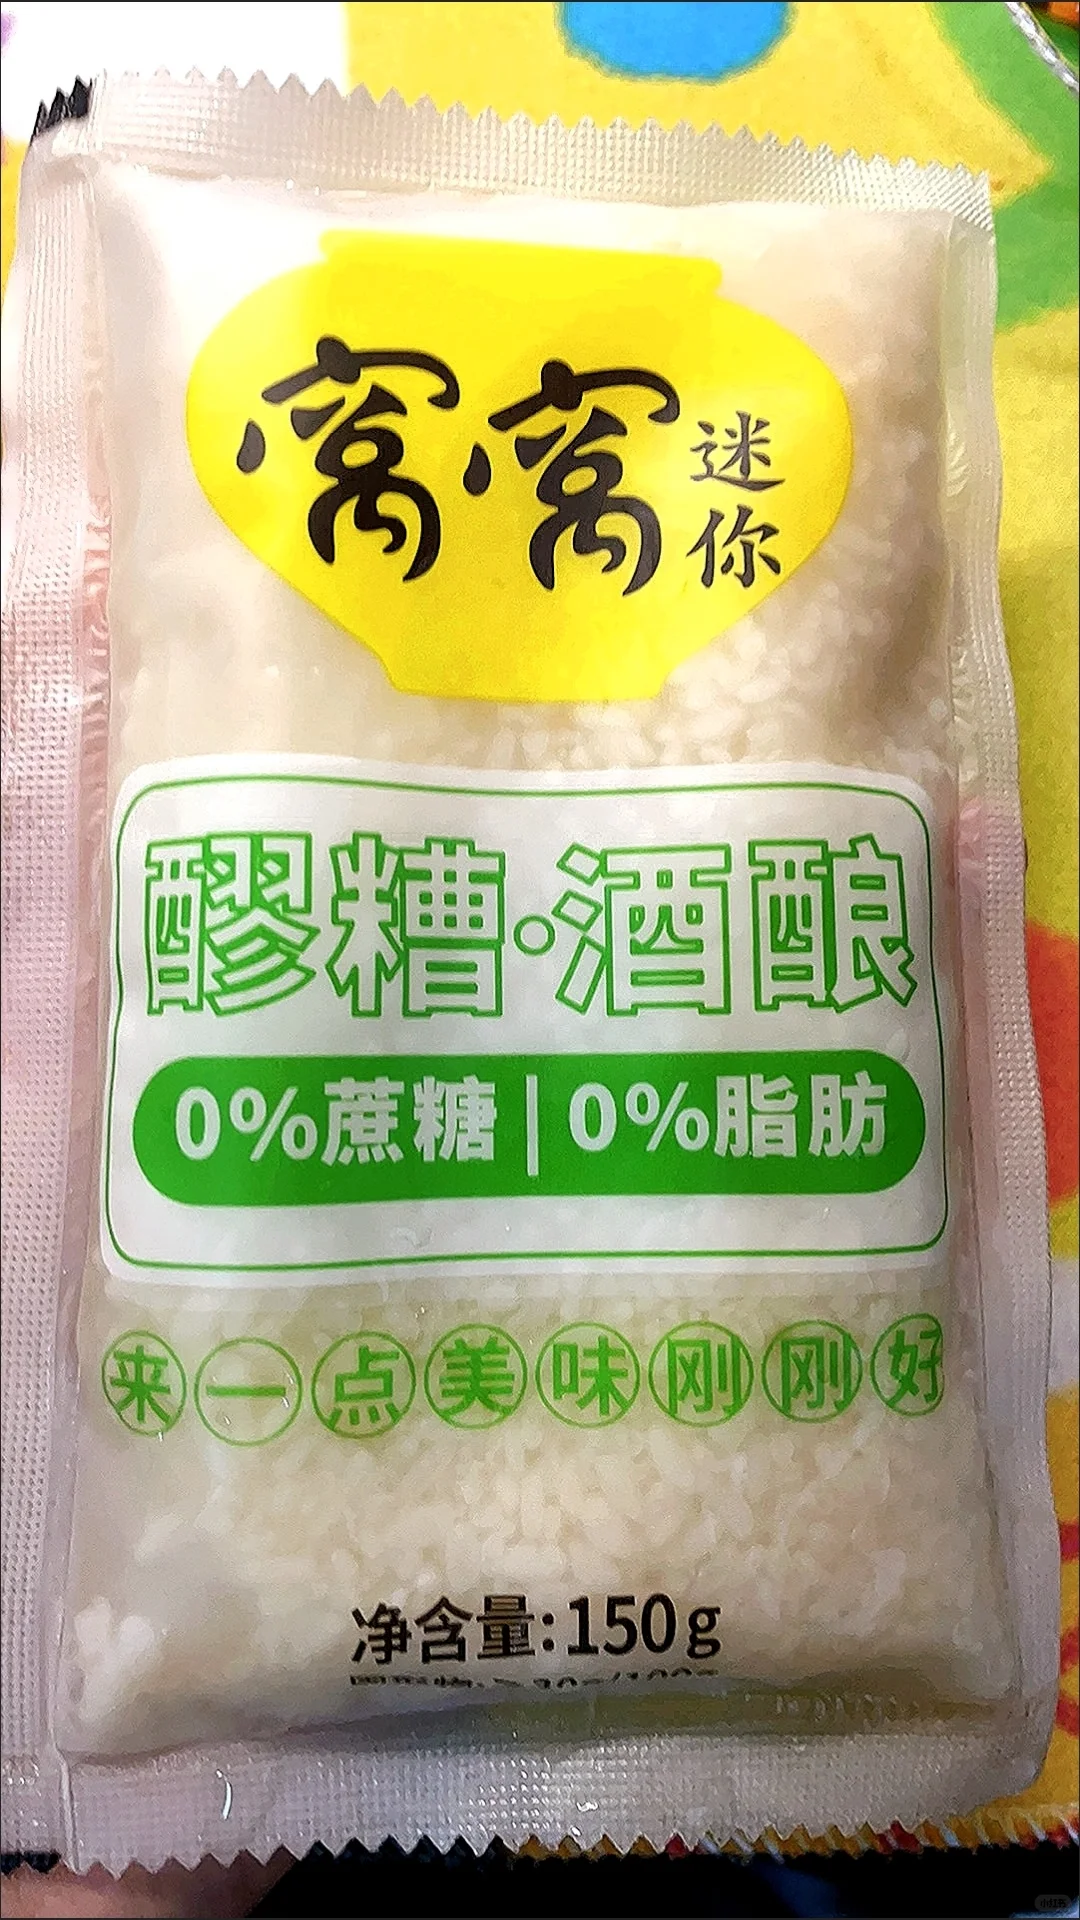 窝窝
迷你
醪糟·酒酿
0%蔗糖|0%脂肪
来一点美味刚刚好
净含量:150g